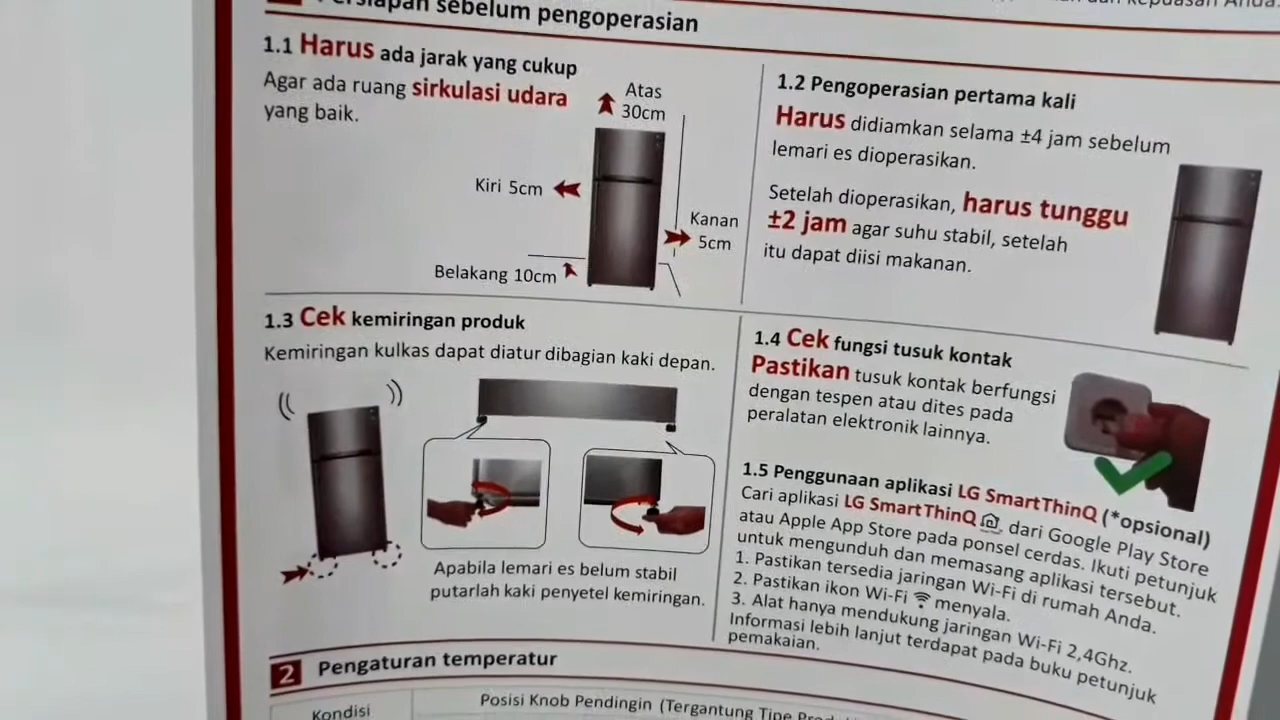 sebelum pengoperasian
1.1 Harus ada jarak yang cukup
Agar ada ruang sirkulasi udara
yang baik.
Atas
30cm
Kiri 5cm
Kanan
5cm
Belakang 10cm
1.2 Pengoperasian pertama kali
Harus didiamkan selama ±4 jam sebelum
lemari es dioperasikan.
Setelah dioperasikan, harus tunggu
±2 jam agar suhu stabil, setelah
itu dapat diisi makanan.
1.3 Cek kemiringan produk
Kemiringan kulkas dapat diatur dibagian kaki depan.
Apabila lemari es belum stabil
putarlah kaki penyetel kemiringan.
1.4 Cek fungsi tusuk kontak
Pastikan tusuk kontak berfungsi
dengan tespen atau dites pada
peralatan elektronik lainnya.
1.5 Penggunaan aplikasi LG SmartThinQ (*opsional)
Cari aplikasi LG SmartThinQ dari Google Play Store
atau Apple App Store pada ponsel cerdas. Ikuti petunjuk
untuk mengunduh dan memasang aplikasi tersebut.
1. Pastikan tersedia jaringan Wi-Fi di rumah Anda.
2. Pastikan ikon Wi-Fi menyala.
3. Alat hanya mendukung jaringan Wi-Fi 2,4Ghz.
Informasi lebih lanjut terdapat pada buku petunjuk
pemakaian.
2 Pengaturan temperatur
Kondisi
Posisi Knob Pendingin (Tergantung Tipe